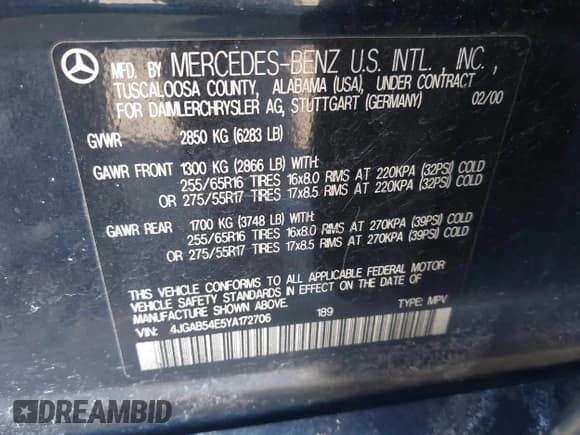 MFD. BY MERCEDES-BENZ U.S. INTL., INC.,
TUSCALOOSA COUNTY, ALABAMA (USA), UNDER CONTRACT
FOR DAIMLERCHRYSLER AG, STUTTGART (GERMANY) 02/00
GVWR 2850 KG (6283 LB)
GAWR FRONT 1300 KG (2866 LB) WITH:
255/65R16 TIRES 16x8.0 RIMS AT 220KPA (32PSI) COLD
OR 275/55R17 TIRES 17x8.5 RIMS AT 220KPA (32PSI) COLD
GAWR REAR 1700 KG (3748 LB) WITH:
255/65R16 TIRES 16x8.0 RIMS AT 270KPA (39PSI) COLD
OR 275/55R17 TIRES 17x8.5 RIMS AT 270KPA (39PSI) COLD
THIS VEHICLE CONFORMS TO ALL APPLICABLE FEDERAL MOTOR
VEHICLE SAFETY STANDARDS IN EFFECT ON THE DATE OF
MANUFACTURE SHOWN ABOVE.
VIN: 4JGAB54E5YA172706 189 TYPE: MPV
DREAMBID